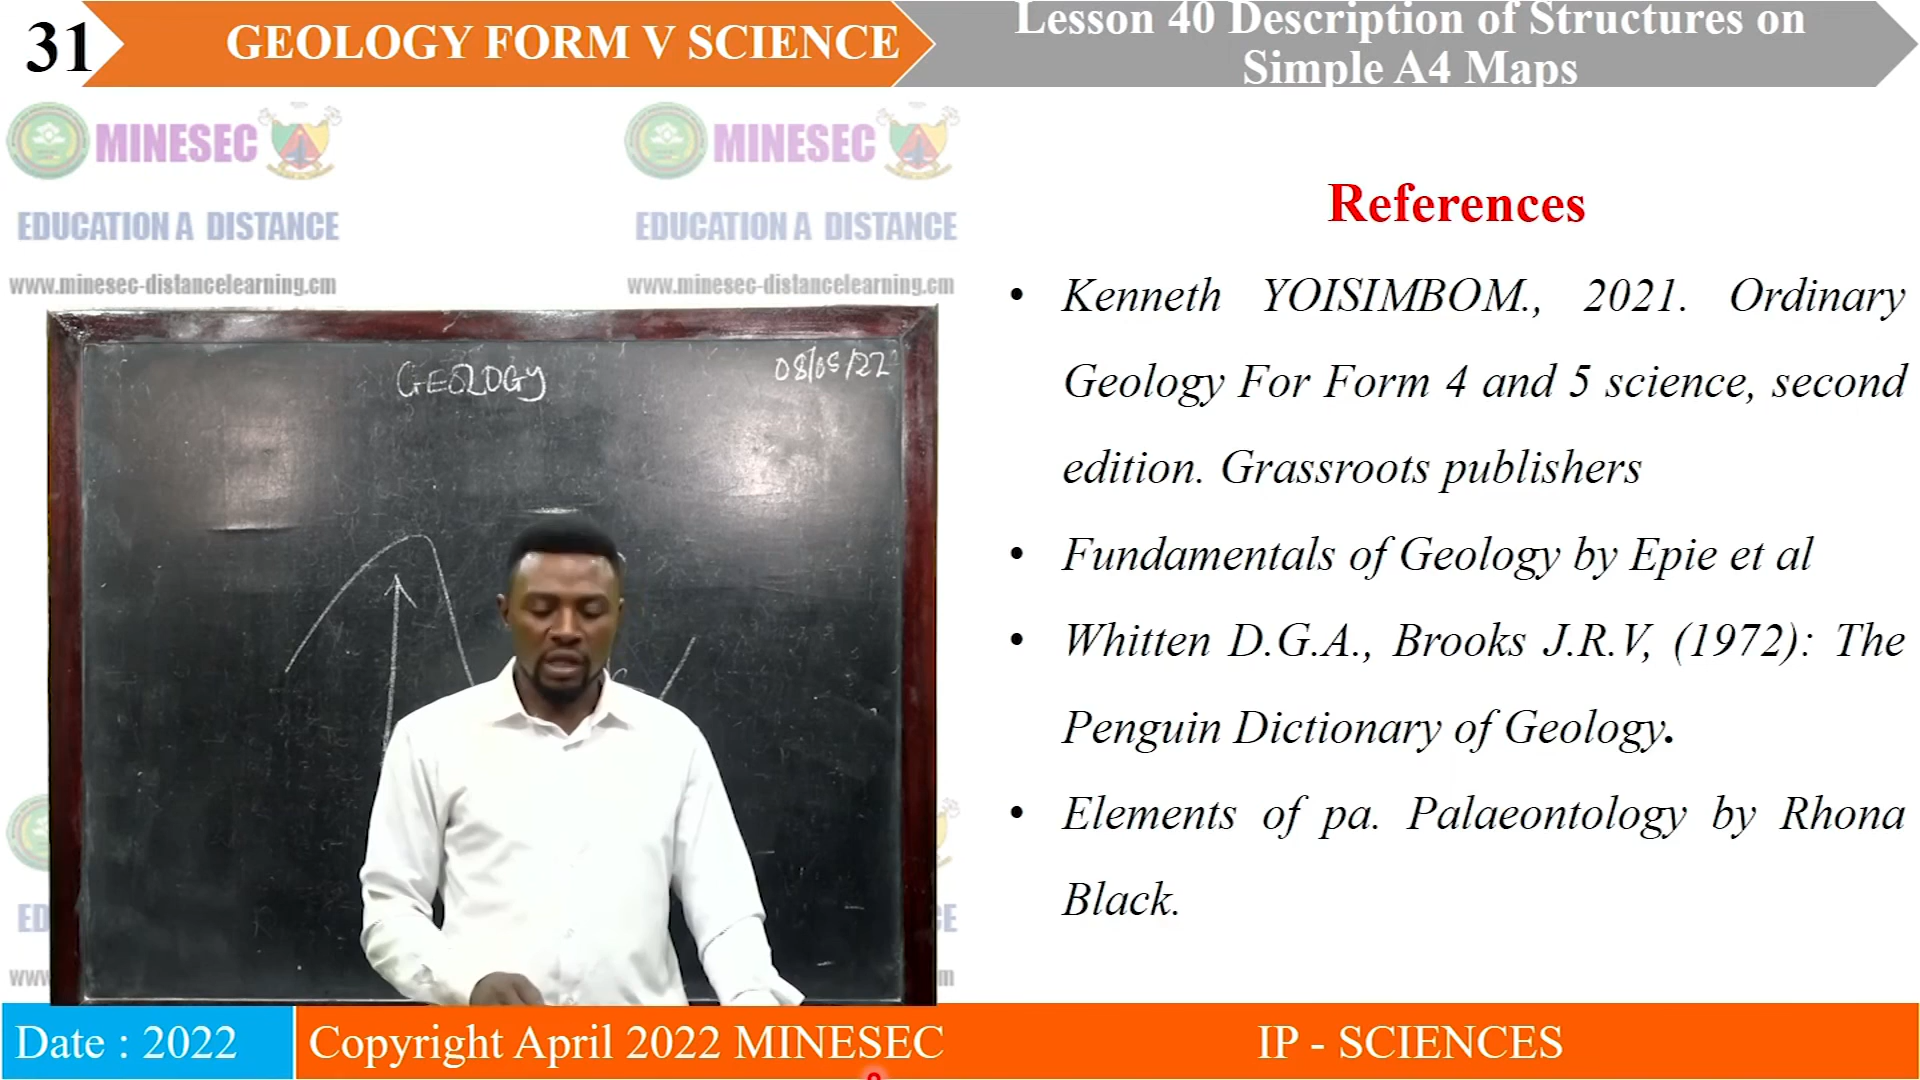 31
GEOLOGY FORM V SCIENCE
Lesson 40 Description of Structures on
Simple A4 Maps
MINESEC
MINESEC
EDUCATION A DISTANCE
EDUCATION A DISTANCE
www.minesec-distancelearning.cm
www.minesec-distancelearning.cm
GEOLOGY
08/05/22
References
• Kenneth YOISIMBOM., 2021. Ordinary
Geology For Form 4 and 5 science, second
edition. Grassroots publishers
• Fundamentals of Geology by Epie et al
• Whitten D.G.A., Brooks J.R.V, (1972): The
Penguin Dictionary of Geology.
• Elements of pa. Palaeontology by Rhona
Black.
ED
CE
www
m
Date : 2022
Copyright April 2022 MINESEC
IP - SCIENCES